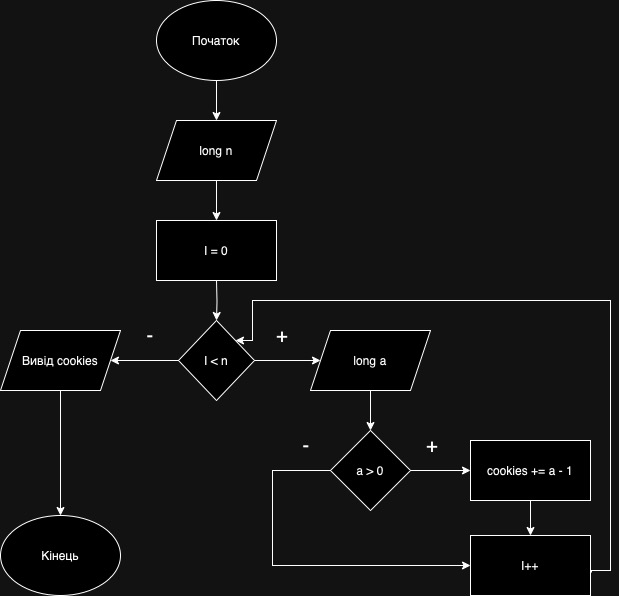 Початок
long n
I = 0
-
+
Вивід cookies
I < n
long a
-
+
a > 0
cookies += a - 1
Кінець
I++